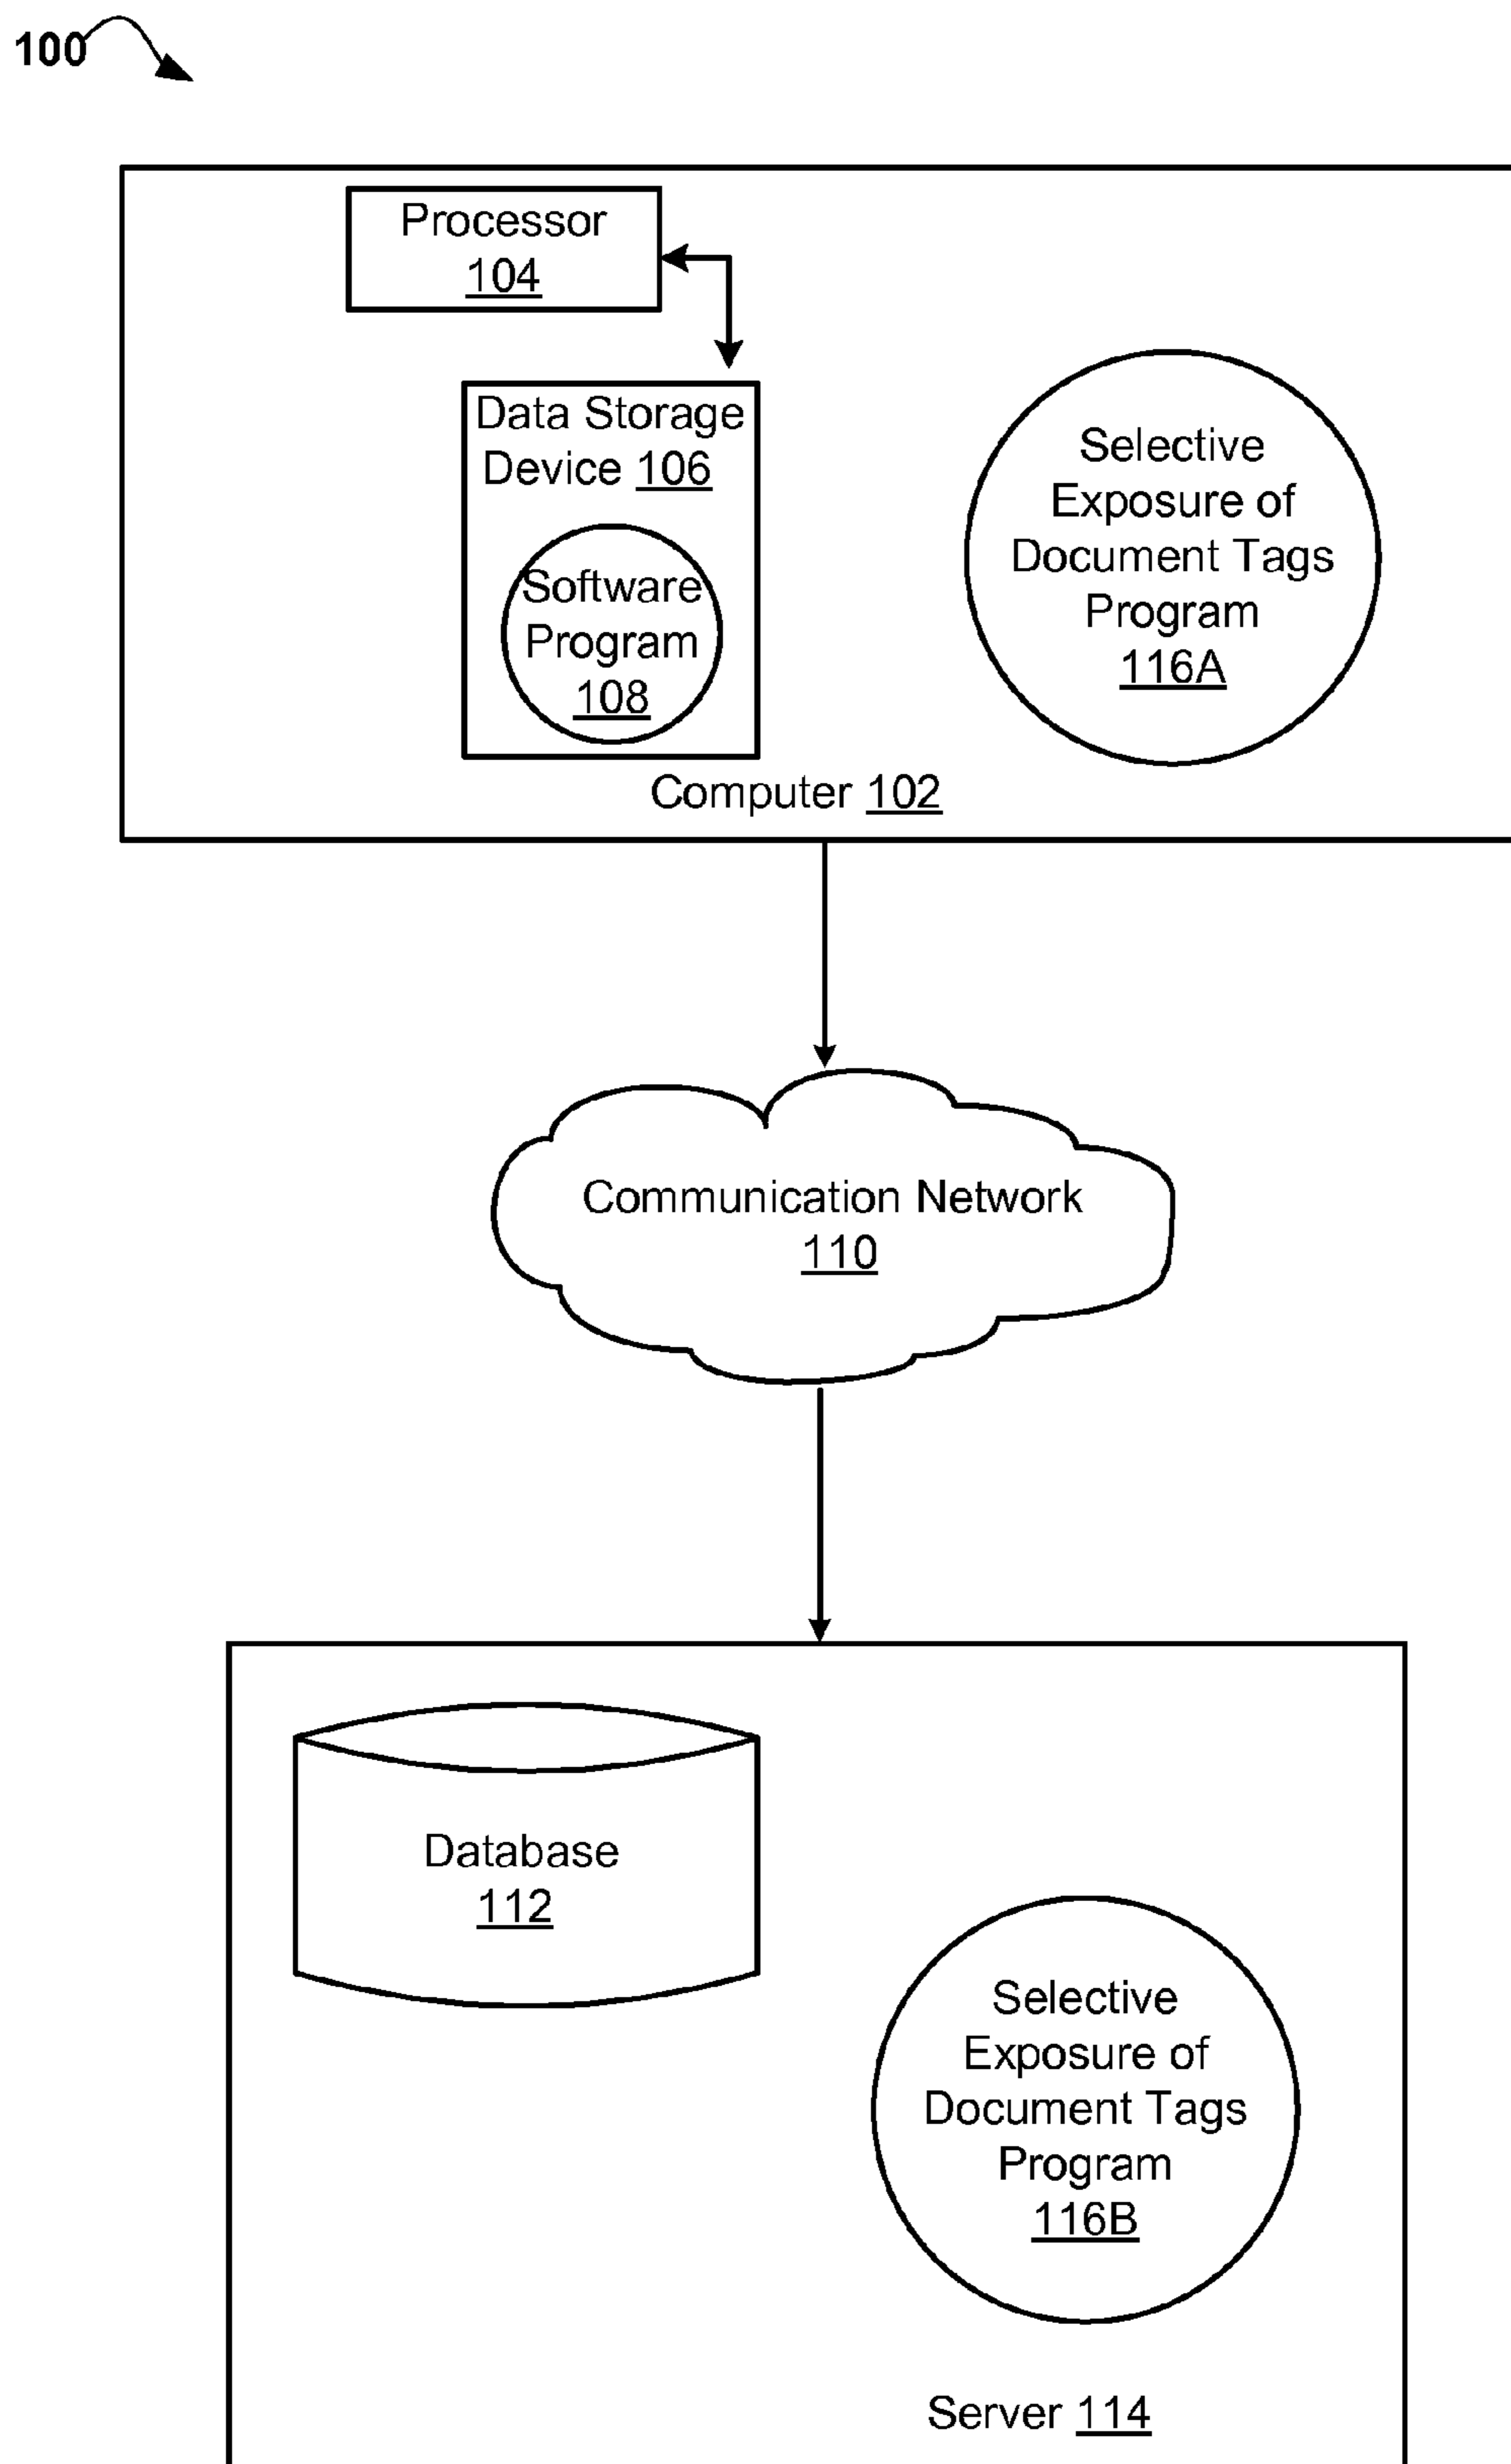 100
Processor
104
Data Storage
Device 106
Software
Program
108
Selective
Exposure of
Document Tags
Program
116A
Computer 102
Communication Network
110
Database
112
Selective
Exposure of
Document Tags
Program
116B
Server 114